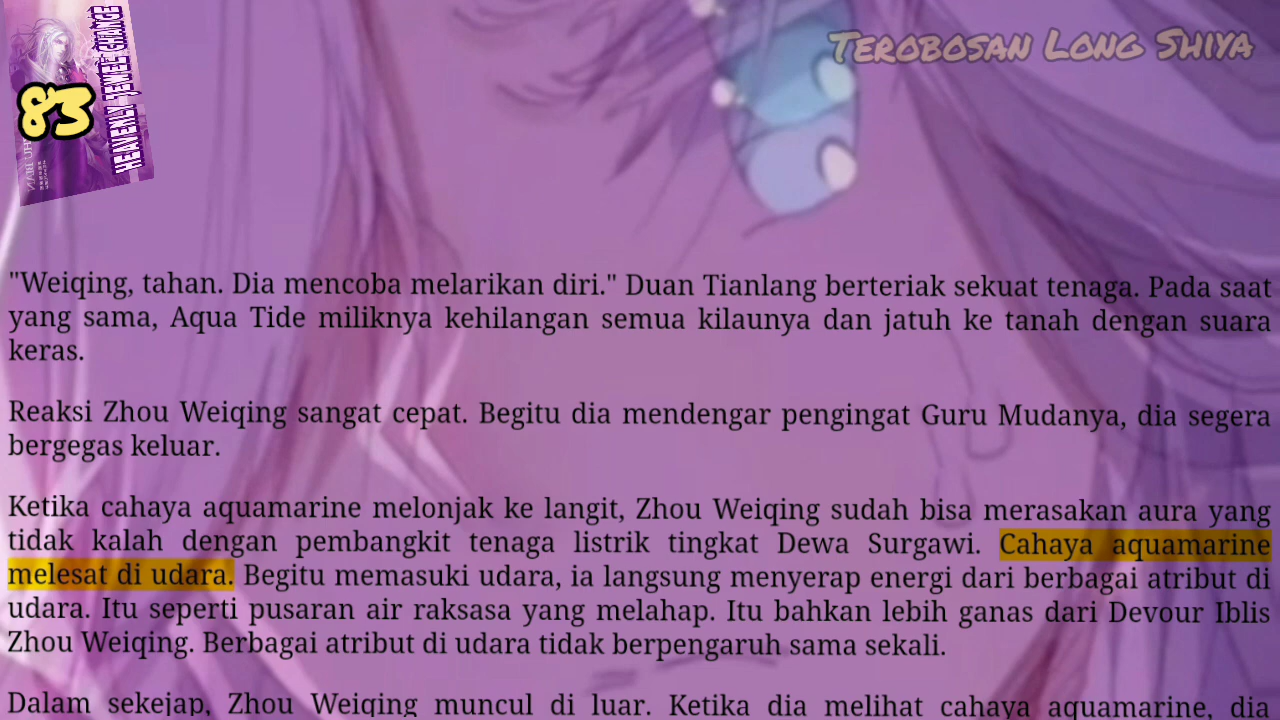 83
HEAVENLY JEWEL CHANGE
Terobosan Long Shiya
"Weiqing, tahan. Dia mencoba melarikan diri." Duan Tianlang berteriak sekuat tenaga. Pada saat
yang sama, Aqua Tide miliknya kehilangan semua kilaunya dan jatuh ke tanah dengan suara
keras.
Reaksi Zhou Weiqing sangat cepat. Begitu dia mendengar pengingat Guru Mudanya, dia segera
bergegas keluar.
Ketika cahaya aquamarine melonjak ke langit, Zhou Weiqing sudah bisa merasakan aura yang
tidak kalah dengan pembangkit tenaga listrik tingkat Dewa Surgawi. Cahaya aquamarine
melesat di udara. Begitu memasuki udara, ia langsung menyerap energi dari berbagai atribut di
udara. Itu seperti pusaran air raksasa yang melahap. Itu bahkan lebih ganas dari Devour Iblis
Zhou Weiqing. Berbagai atribut di udara tidak berpengaruh sama sekali.
Dalam sekejap, Zhou Weiqing muncul di luar. Ketika dia melihat cahaya aquamarine, dia